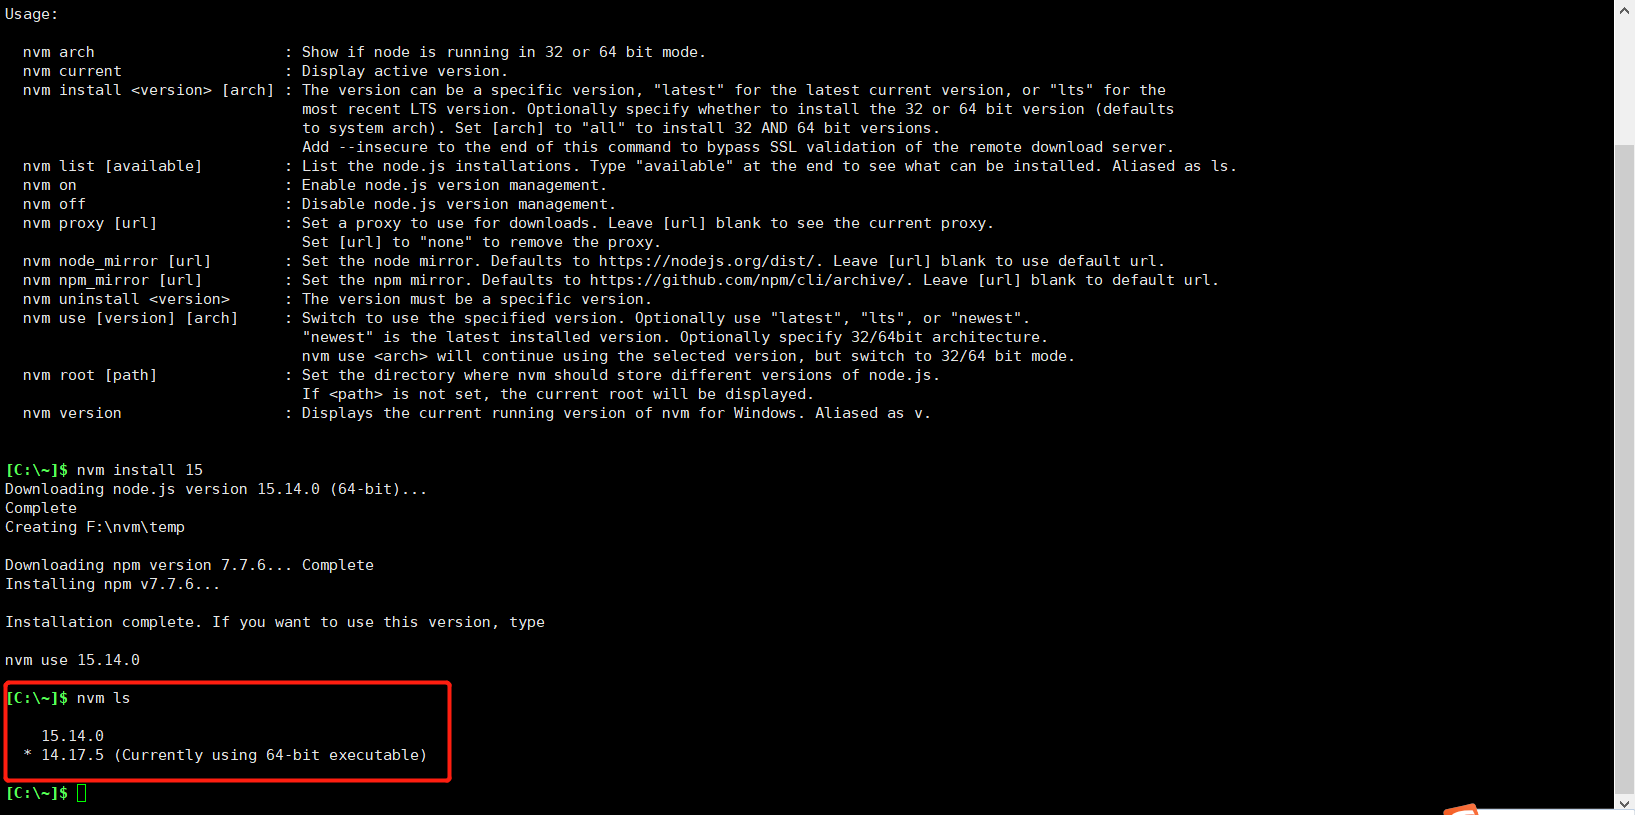 Usage:
nvm arch : Show if node is running in 32 or 64 bit mode.
nvm current : Display active version.
nvm install <version> [arch] : The version can be a specific version, "latest" for the latest current version, or "lts" for the
most recent LTS version. Optionally specify whether to install the 32 or 64 bit version (defaults
to system arch). Set [arch] to "all" to install 32 AND 64 bit versions.
Add --insecure to the end of this command to bypass SSL validation of the remote download server.
nvm list [available] : List the node.js installations. Type "available" at the end to see what can be installed. Aliased as ls.
nvm on : Enable node.js version management.
nvm off : Disable node.js version management.
nvm proxy [url] : Set a proxy to use for downloads. Leave [url] blank to see the current proxy.
Set [url] to "none" to remove the proxy.
nvm node_mirror [url] : Set the node mirror. Defaults to https://nodejs.org/dist/. Leave [url] blank to use default url.
nvm npm_mirror [url] : Set the npm mirror. Defaults to https://github.com/npm/cli/archive/. Leave [url] blank to default url.
nvm uninstall <version> : The version must be a specific version.
nvm use [version] [arch] : Switch to use the specified version. Optionally use "latest", "lts", or "newest".
"newest" is the latest installed version. Optionally specify 32/64bit architecture.
nvm use <arch> will continue using the selected version, but switch to 32/64 bit mode.
nvm root [path] : Set the directory where nvm should store different versions of node.js.
If <path> is not set, the current root will be displayed.
nvm version : Displays the current running version of nvm for Windows. Aliased as v.
[C:\~]$ nvm install 15
Downloading node.js version 15.14.0 (64-bit)...
Complete
Creating F:\nvm\temp
Downloading npm version 7.7.6... Complete
Installing npm v7.7.6...
Installation complete. If you want to use this version, type
nvm use 15.14.0
[C:\~]$ nvm ls
15.14.0
* 14.17.5 (Currently using 64-bit executable)
[C:\~]$